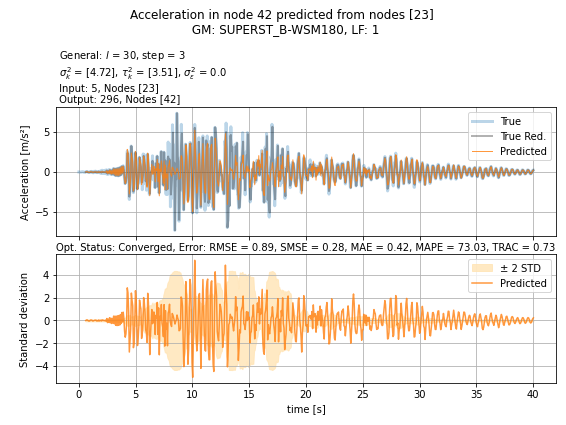 Acceleration in node 42 predicted from nodes [23]
GM: SUPERST_B-WSM180, LF: 1
General: l = 30, step = 3
σ²ₖ = [4.72], τ²ₖ = [3.51], σ²ₑ = 0.0
Input: 5, Nodes [23]
Output: 296, Nodes [42]
True
True Red.
Predicted
5
0
−5
Acceleration [m/s²]
Opt. Status: Converged, Error: RMSE = 0.89, SMSE = 0.28, MAE = 0.42, MAPE = 73.03, TRAC = 0.73
± 2 STD
Predicted
4
2
0
−2
−4
Standard deviation
0 5 10 15 20 25 30 35 40
time [s]